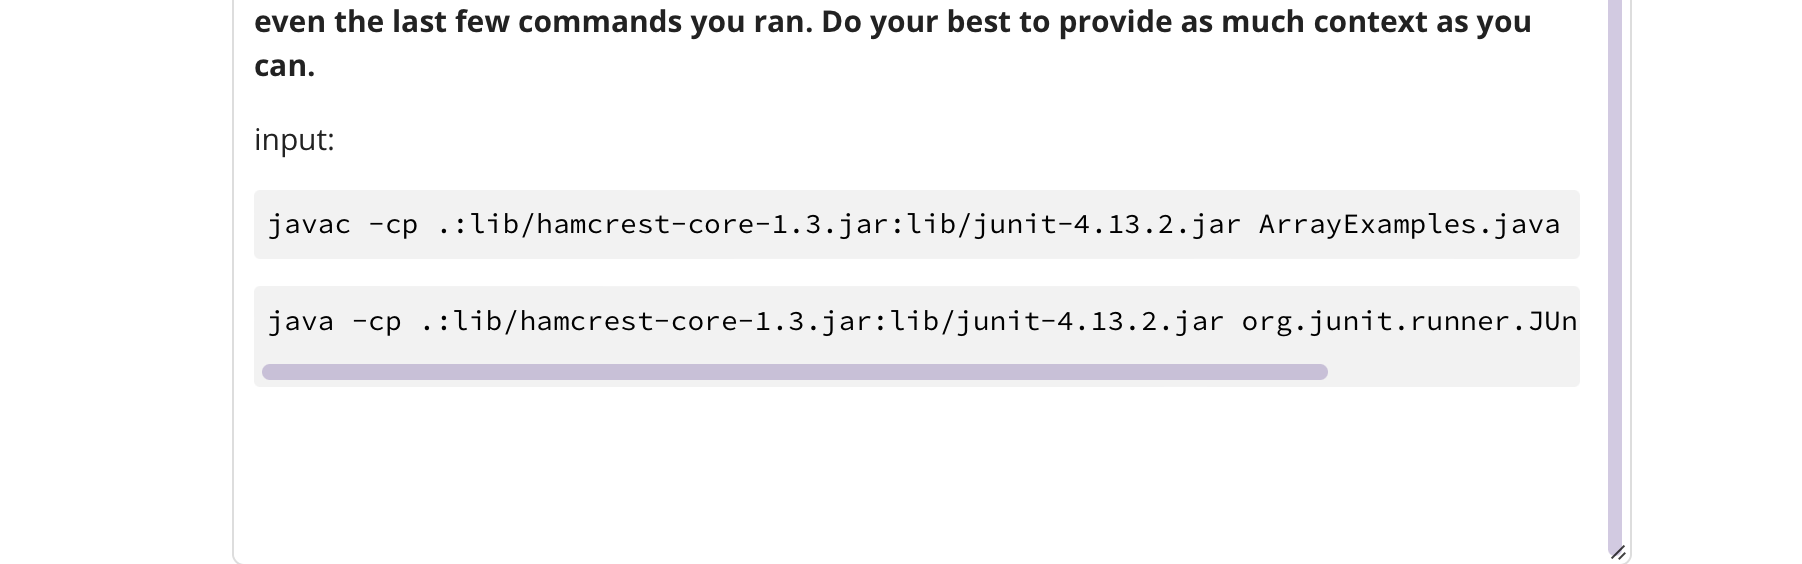 even the last few commands you ran. Do your best to provide as much context as you
can.
input:
javac -cp .:lib/hamcrest-core-1.3.jar:lib/junit-4.13.2.jar ArrayExamples.java
java -cp .:lib/hamcrest-core-1.3.jar:lib/junit-4.13.2.jar org.junit.runner.JUn